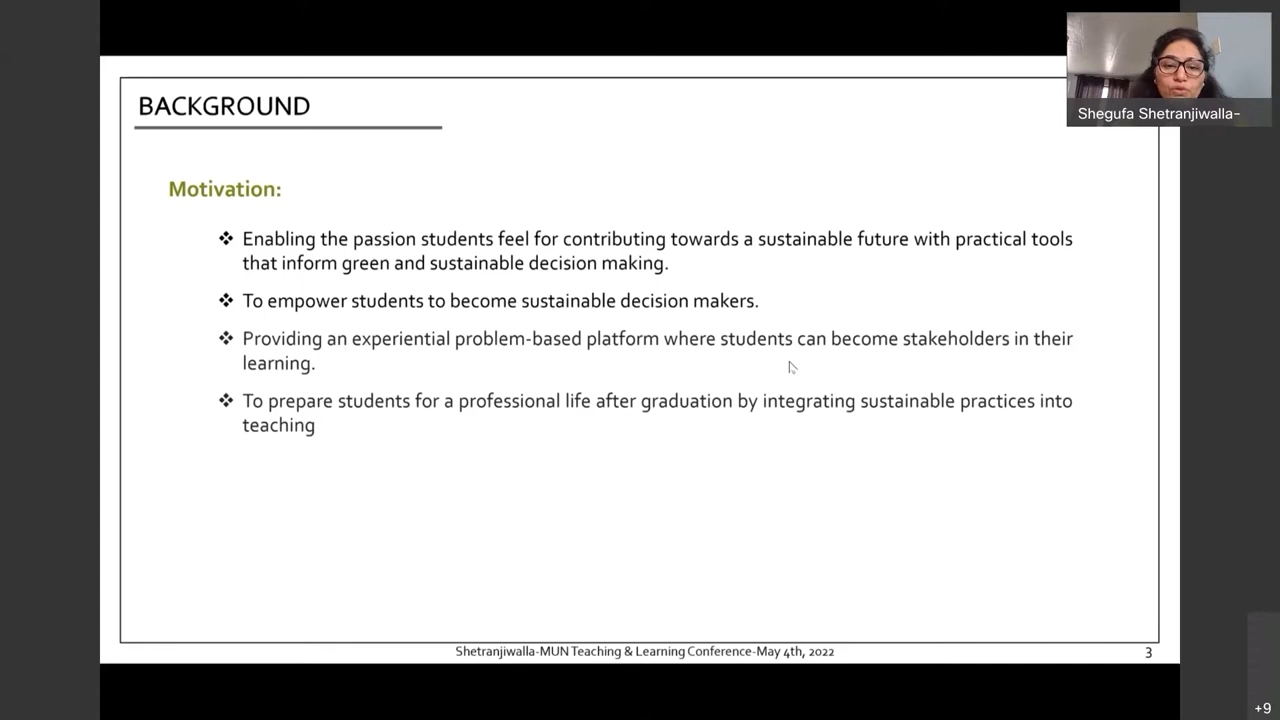 BACKGROUND
Shegufa Shetranjiwalla-
Motivation:
❖ Enabling the passion students feel for contributing towards a sustainable future with practical tools
that inform green and sustainable decision making.
❖ To empower students to become sustainable decision makers.
❖ Providing an experiential problem-based platform where students can become stakeholders in their
learning.
❖ To prepare students for a professional life after graduation by integrating sustainable practices into
teaching
Shetranjiwalla-MUN Teaching & Learning Conference-May 4th, 2022
3
+9